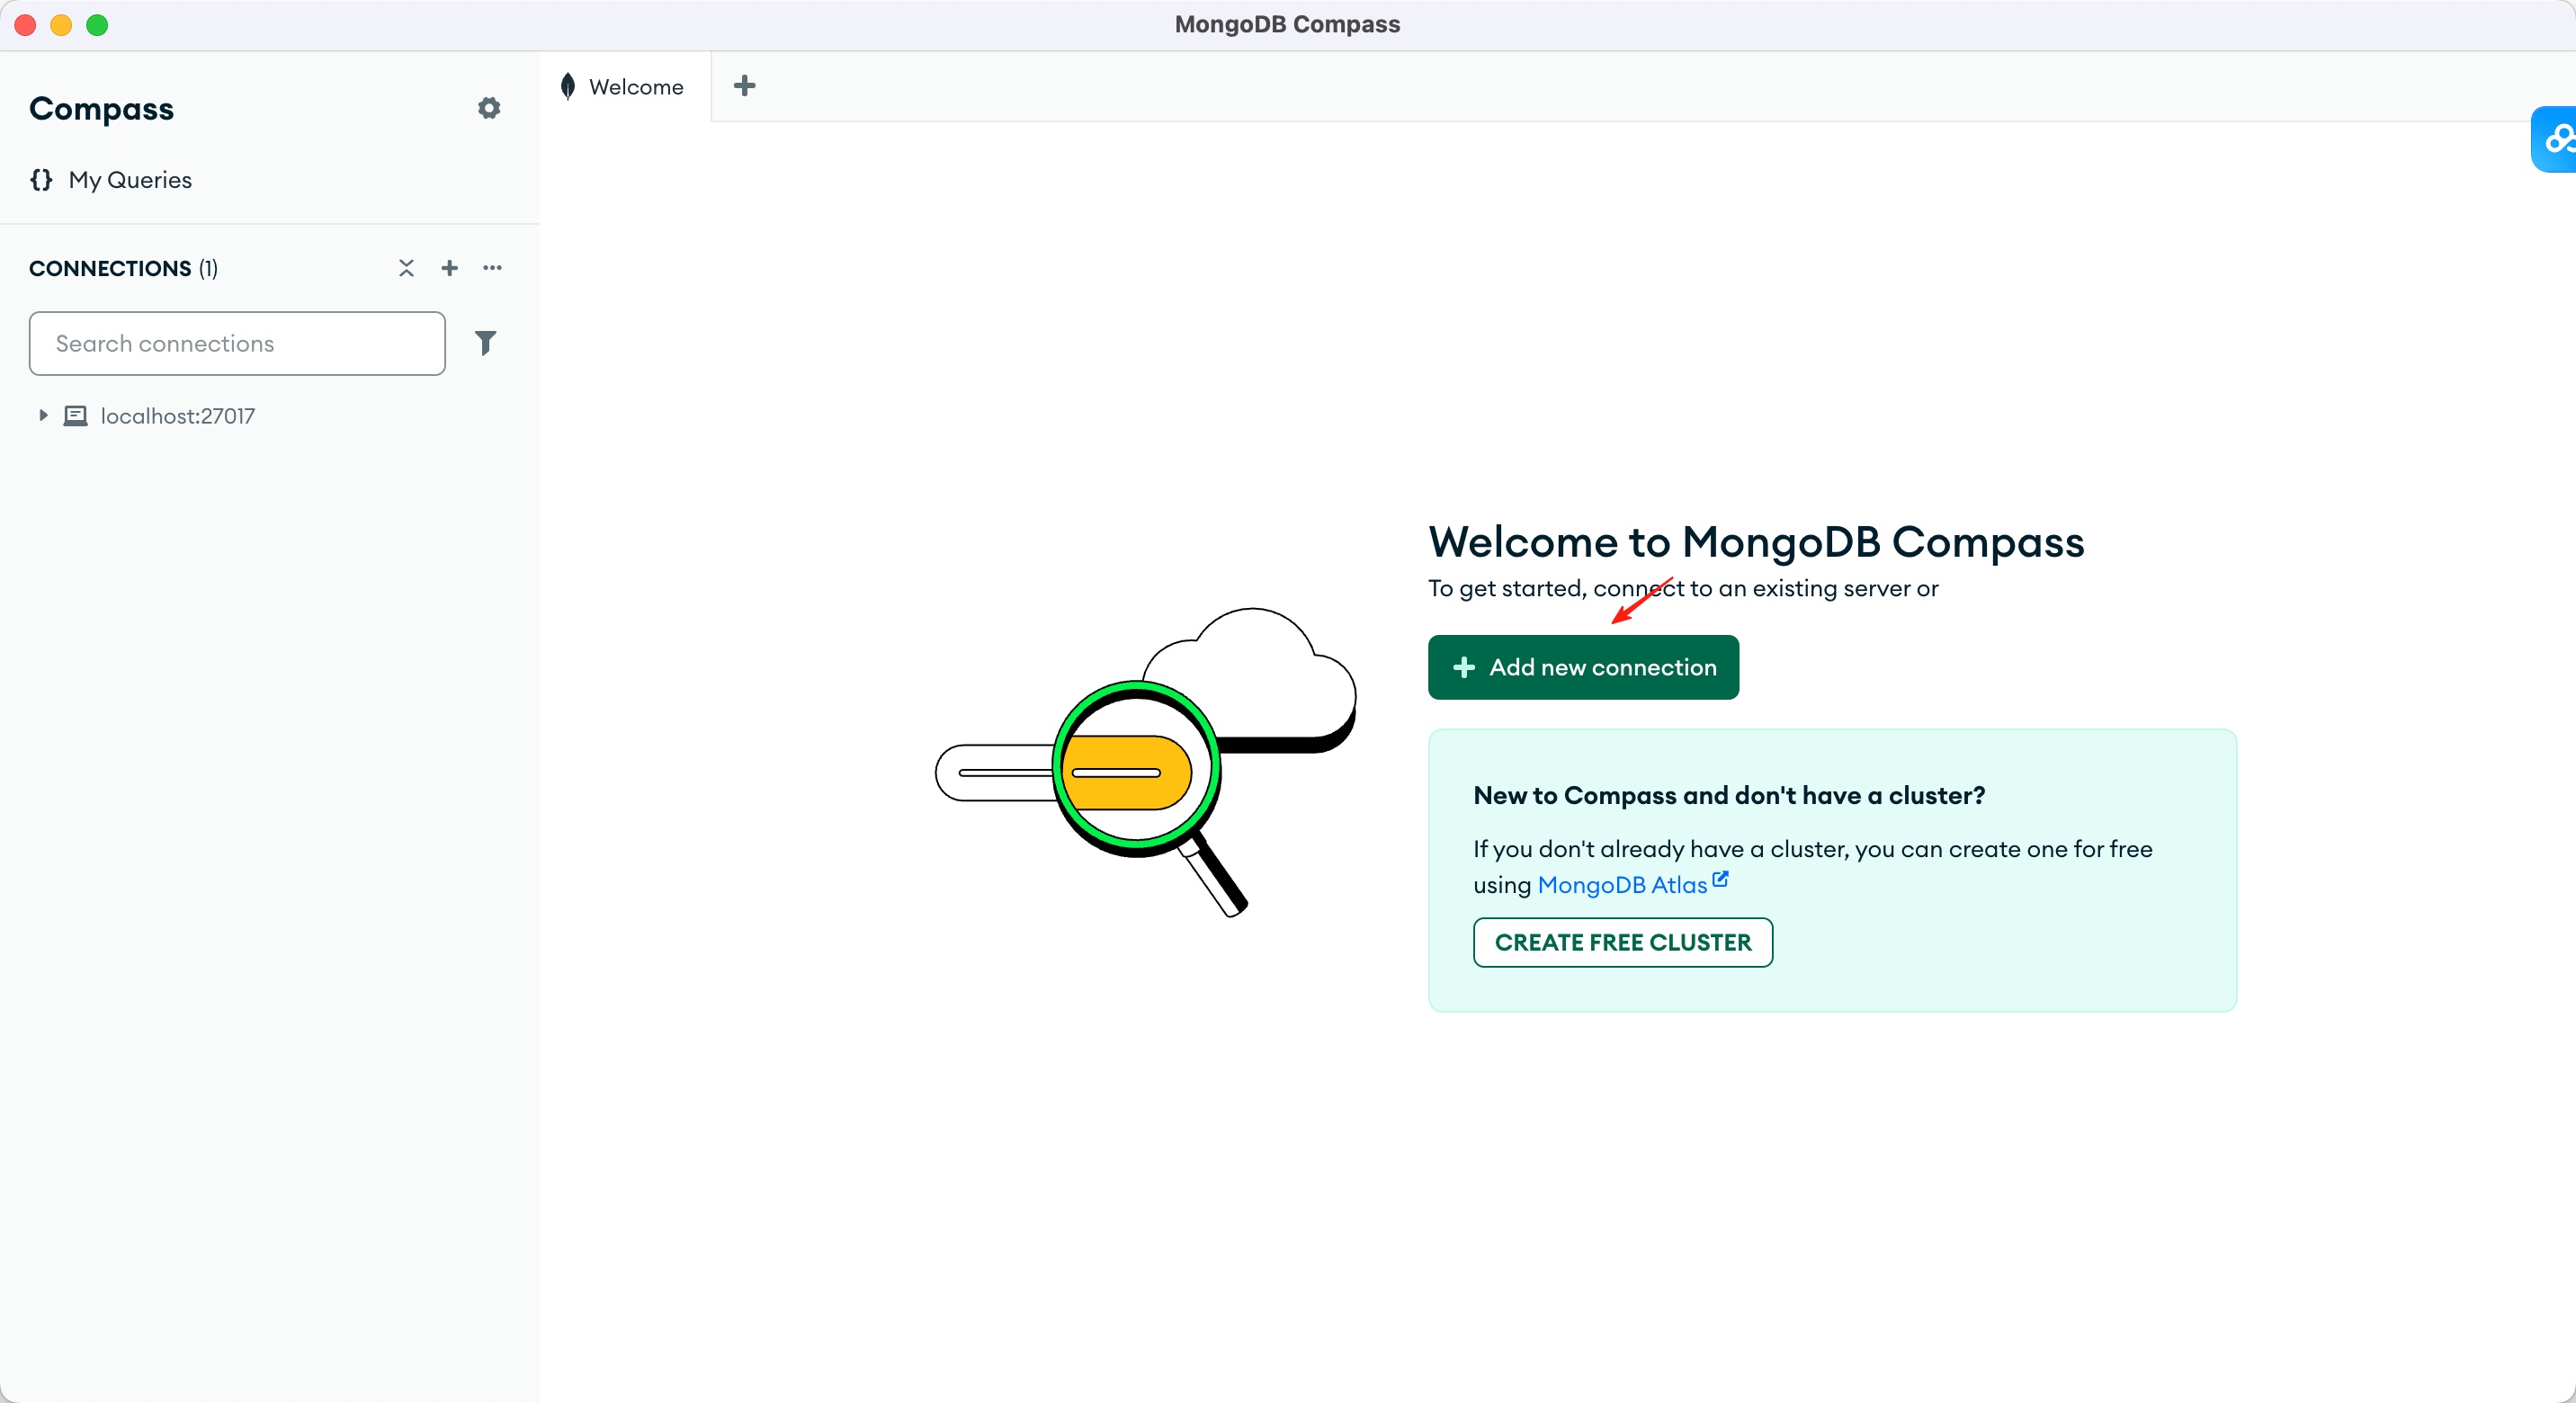 MongoDB Compass
Compass
Welcome
{} My Queries
CONNECTIONS (1)
Search connections
localhost:27017
Welcome to MongoDB Compass
To get started, connect to an existing server or
Add new connection
New to Compass and don't have a cluster?
If you don't already have a cluster, you can create one for free
using MongoDB Atlas
CREATE FREE CLUSTER